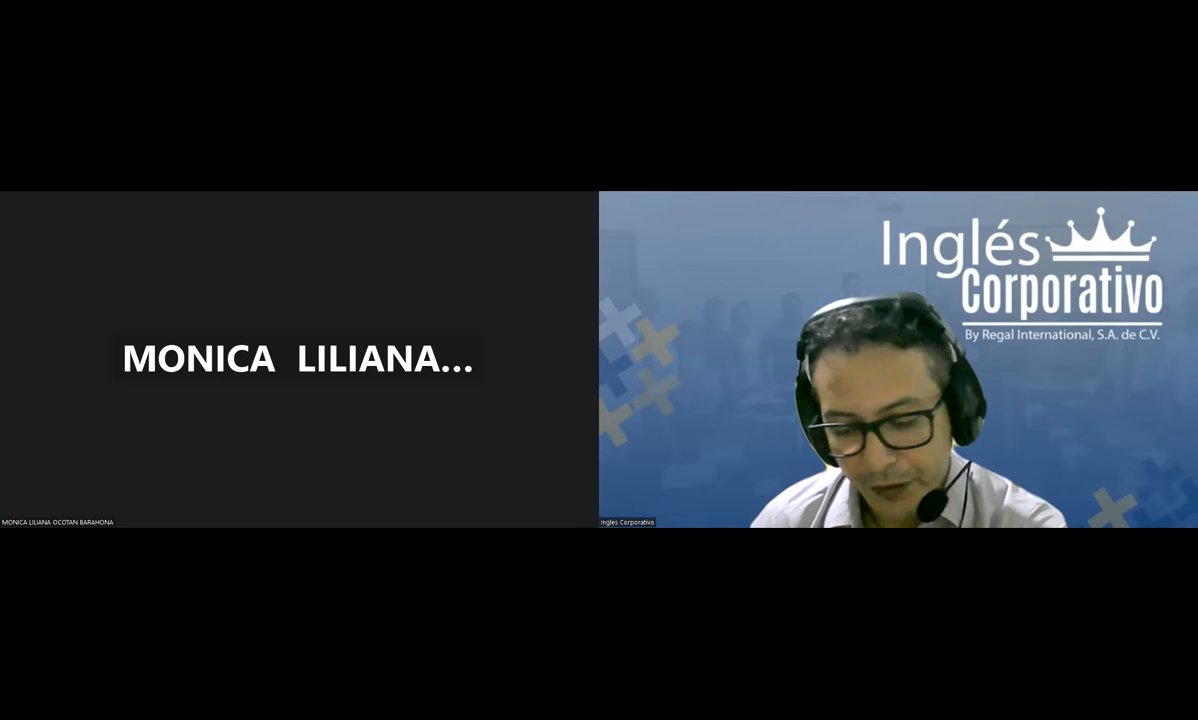 MONICA LILIANA...
MONICA LILIANA OCOTAN BARAHONA
Inglés
Corporativo
By Regal International, S.A. de C.V.
Ingles Corporativo